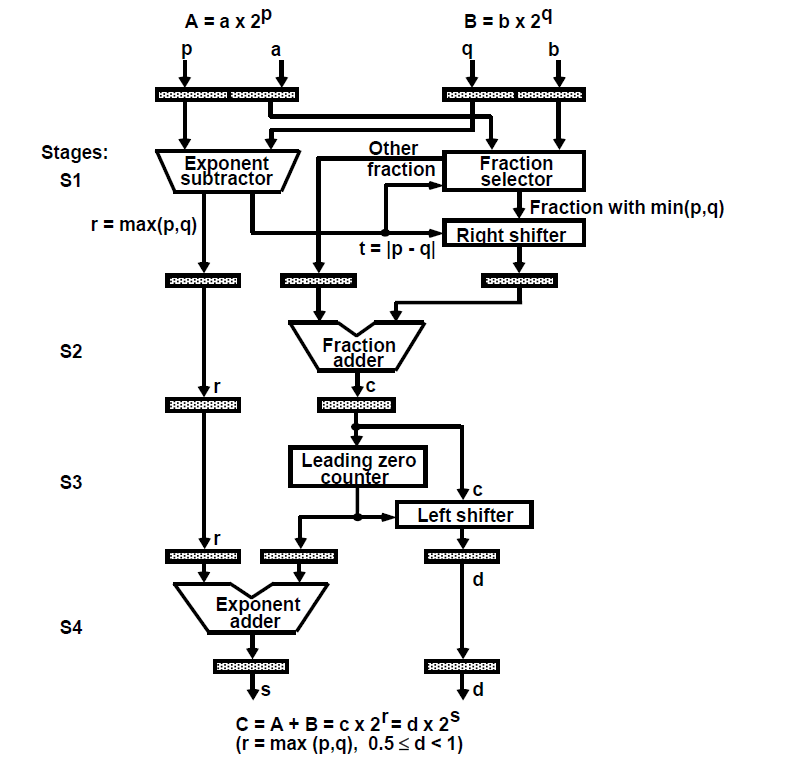 A = a x 2^p B = b x 2^q
p a q b
Stages:
S1
Exponent
subtractor
Other
fraction
Fraction
selector
Fraction with min(p,q)
r = max(p,q)
Right shifter
t = |p - q|
S2
Fraction
adder
r
c
S3
Leading zero
counter
c
Left shifter
r
S4
Exponent
adder
d
s
d
C = A + B = c x 2^r = d x 2^s
(r = max (p,q), 0.5 ≤ d < 1)